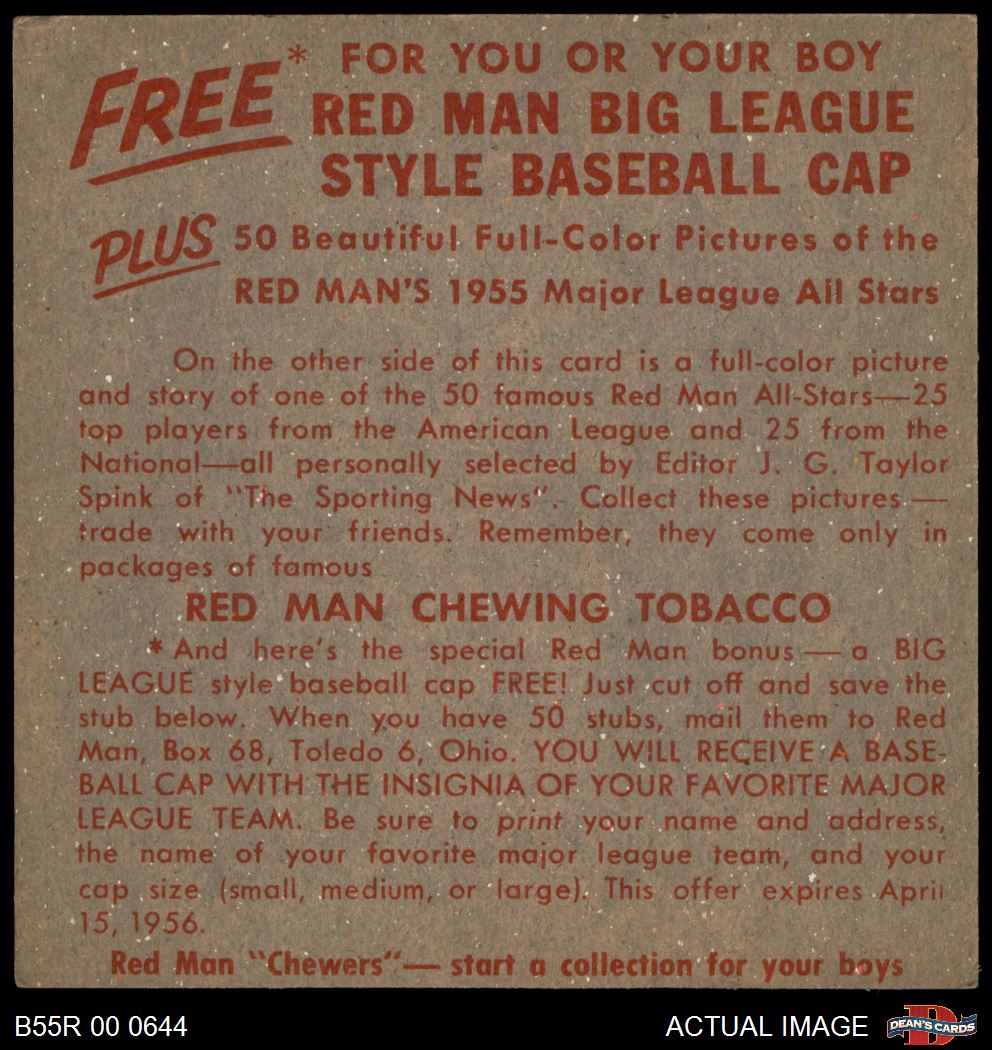 FREE* FOR YOU OR YOUR BOY
RED MAN BIG LEAGUE
STYLE BASEBALL CAP
PLUS 50 Beautiful Full-Color Pictures of the
RED MAN'S 1955 Major League All Stars
On the other side of this card is a full-color picture
and story of one of the 50 famous Red Man All-Stars—25
top players from the American League and 25 from the
National—all personally selected by Editor J. G. Taylor
Spink of "The Sporting News". Collect these pictures —
trade with your friends. Remember, they come only in
packages of famous
RED MAN CHEWING TOBACCO
* And here's the special Red Man bonus — a BIG
LEAGUE style baseball cap FREE! Just cut off and save the
stub below. When you have 50 stubs, mail them to Red
Man, Box 68, Toledo 6, Ohio. YOU WILL RECEIVE A BASE-
BALL CAP WITH THE INSIGNIA OF YOUR FAVORITE MAJOR
LEAGUE TEAM. Be sure to print your name and address,
the name of your favorite major league team, and your
cap size (small, medium, or large). This offer expires April
15, 1956.
Red Man "Chewers"— start a collection for your boys
B55R 00 0644
ACTUAL IMAGE
DEAN'S CARDS